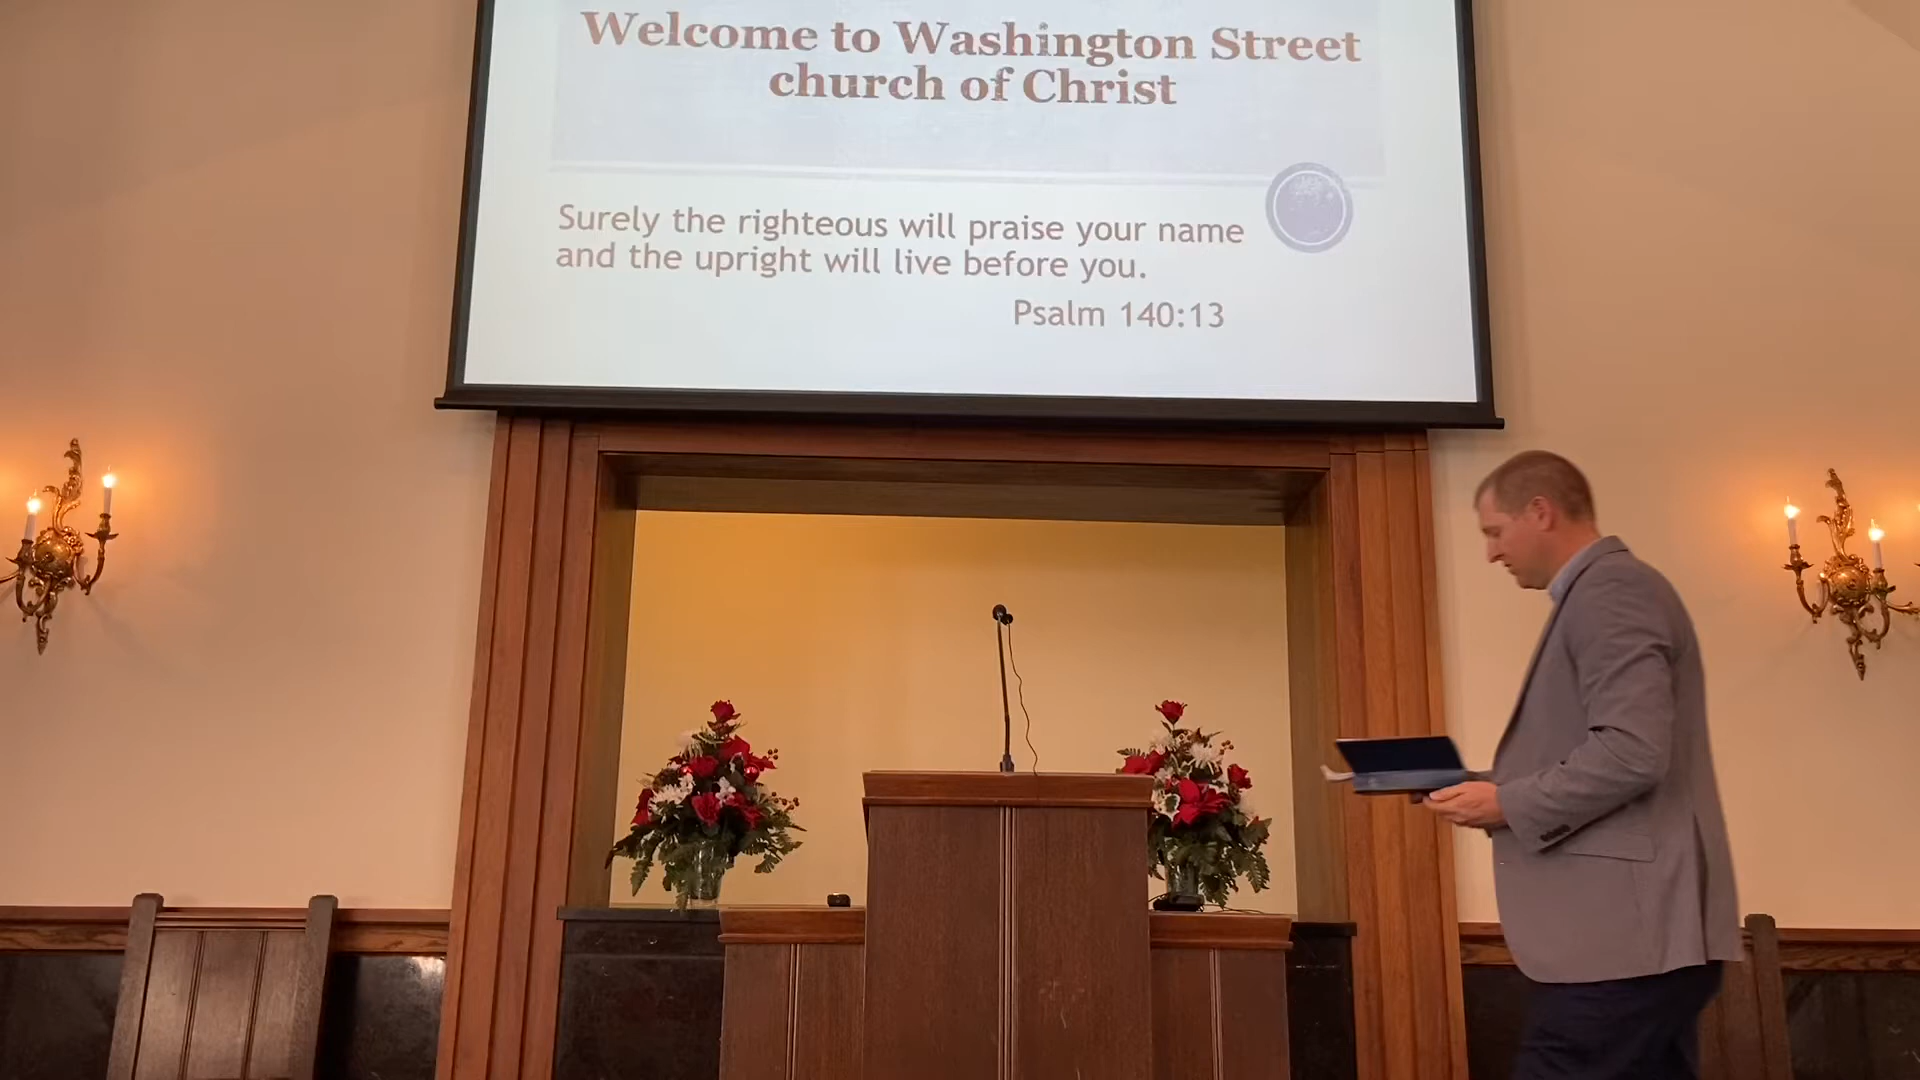 Welcome to Washington Street
church of Christ
Surely the righteous will praise your name
and the upright will live before you.
Psalm 140:13